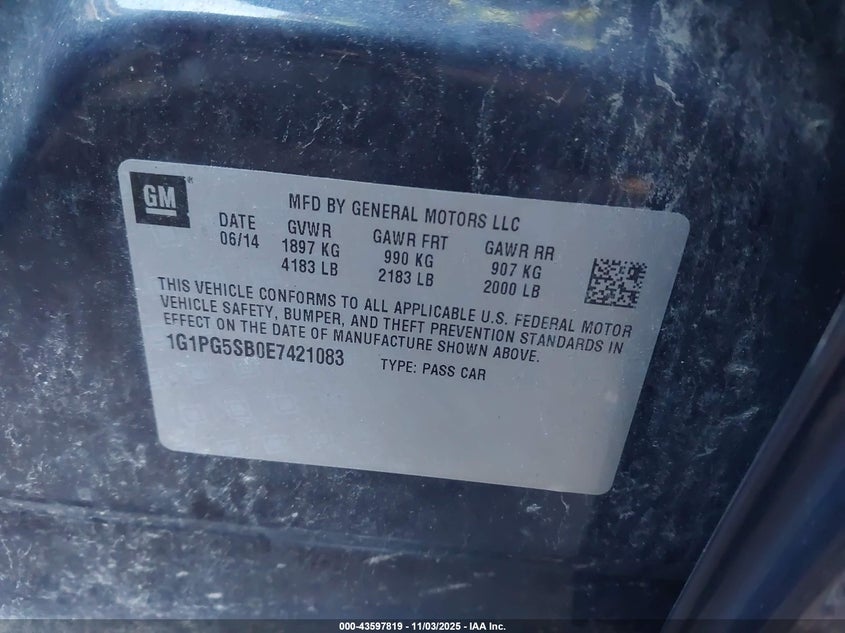 GM
MFD BY GENERAL MOTORS LLC
DATE GVWR GAWR FRT GAWR RR
06/14 1897 KG 990 KG 907 KG
4183 LB 2183 LB 2000 LB
THIS VEHICLE CONFORMS TO ALL APPLICABLE U.S. FEDERAL MOTOR
VEHICLE SAFETY, BUMPER, AND THEFT PREVENTION STANDARDS IN
EFFECT ON THE DATE OF MANUFACTURE SHOWN ABOVE.
1G1PG5SB0E7421083 TYPE: PASS CAR
000-43597819 - 11/03/2025 - IAA Inc.